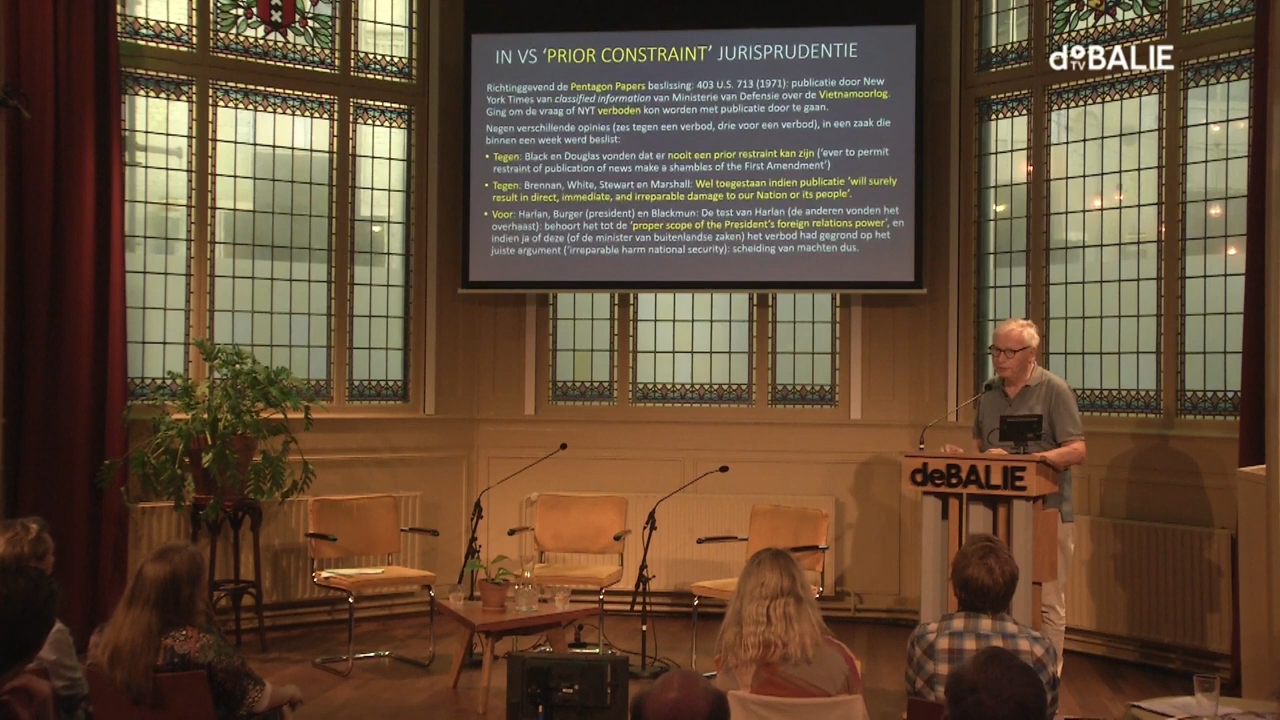 deBALIE
TV
IN VS ‘PRIOR CONSTRAINT’ JURISPRUDENTIE
Richtinggevend de Pentagon Papers beslissing: 403 U.S. 713 (1971): publicatie door New
York Times van classified information van Ministerie van Defensie over de Vietnamoorlog.
Ging om de vraag of NYT verboden kon worden met publicatie door te gaan.
Negen verschillende opinies (zes tegen een verbod, drie voor een verbod), in een zaak die
binnen een week werd beslist:
• Tegen: Black en Douglas vonden dat er nooit een prior restraint kan zijn (‘ever to permit
restraint of publication of news make a shambles of the First Amendment’)
• Tegen: Brennan, White, Stewart en Marshall: Wel toegestaan indien publicatie ‘will surely
result in direct, immediate, and irreparable damage to our Nation or its people’.
• Voor: Harlan, Burger (president) en Blackmun: De test van Harlan (de anderen vonden het
overhaast): behoort het tot de ‘proper scope of the President’s foreign relations power’, en
indien ja of deze (of de minister van buitenlandse zaken) het verbod had gegrond op het
juiste argument (‘irreparable harm national security): scheiding van machten dus.
deBALIE